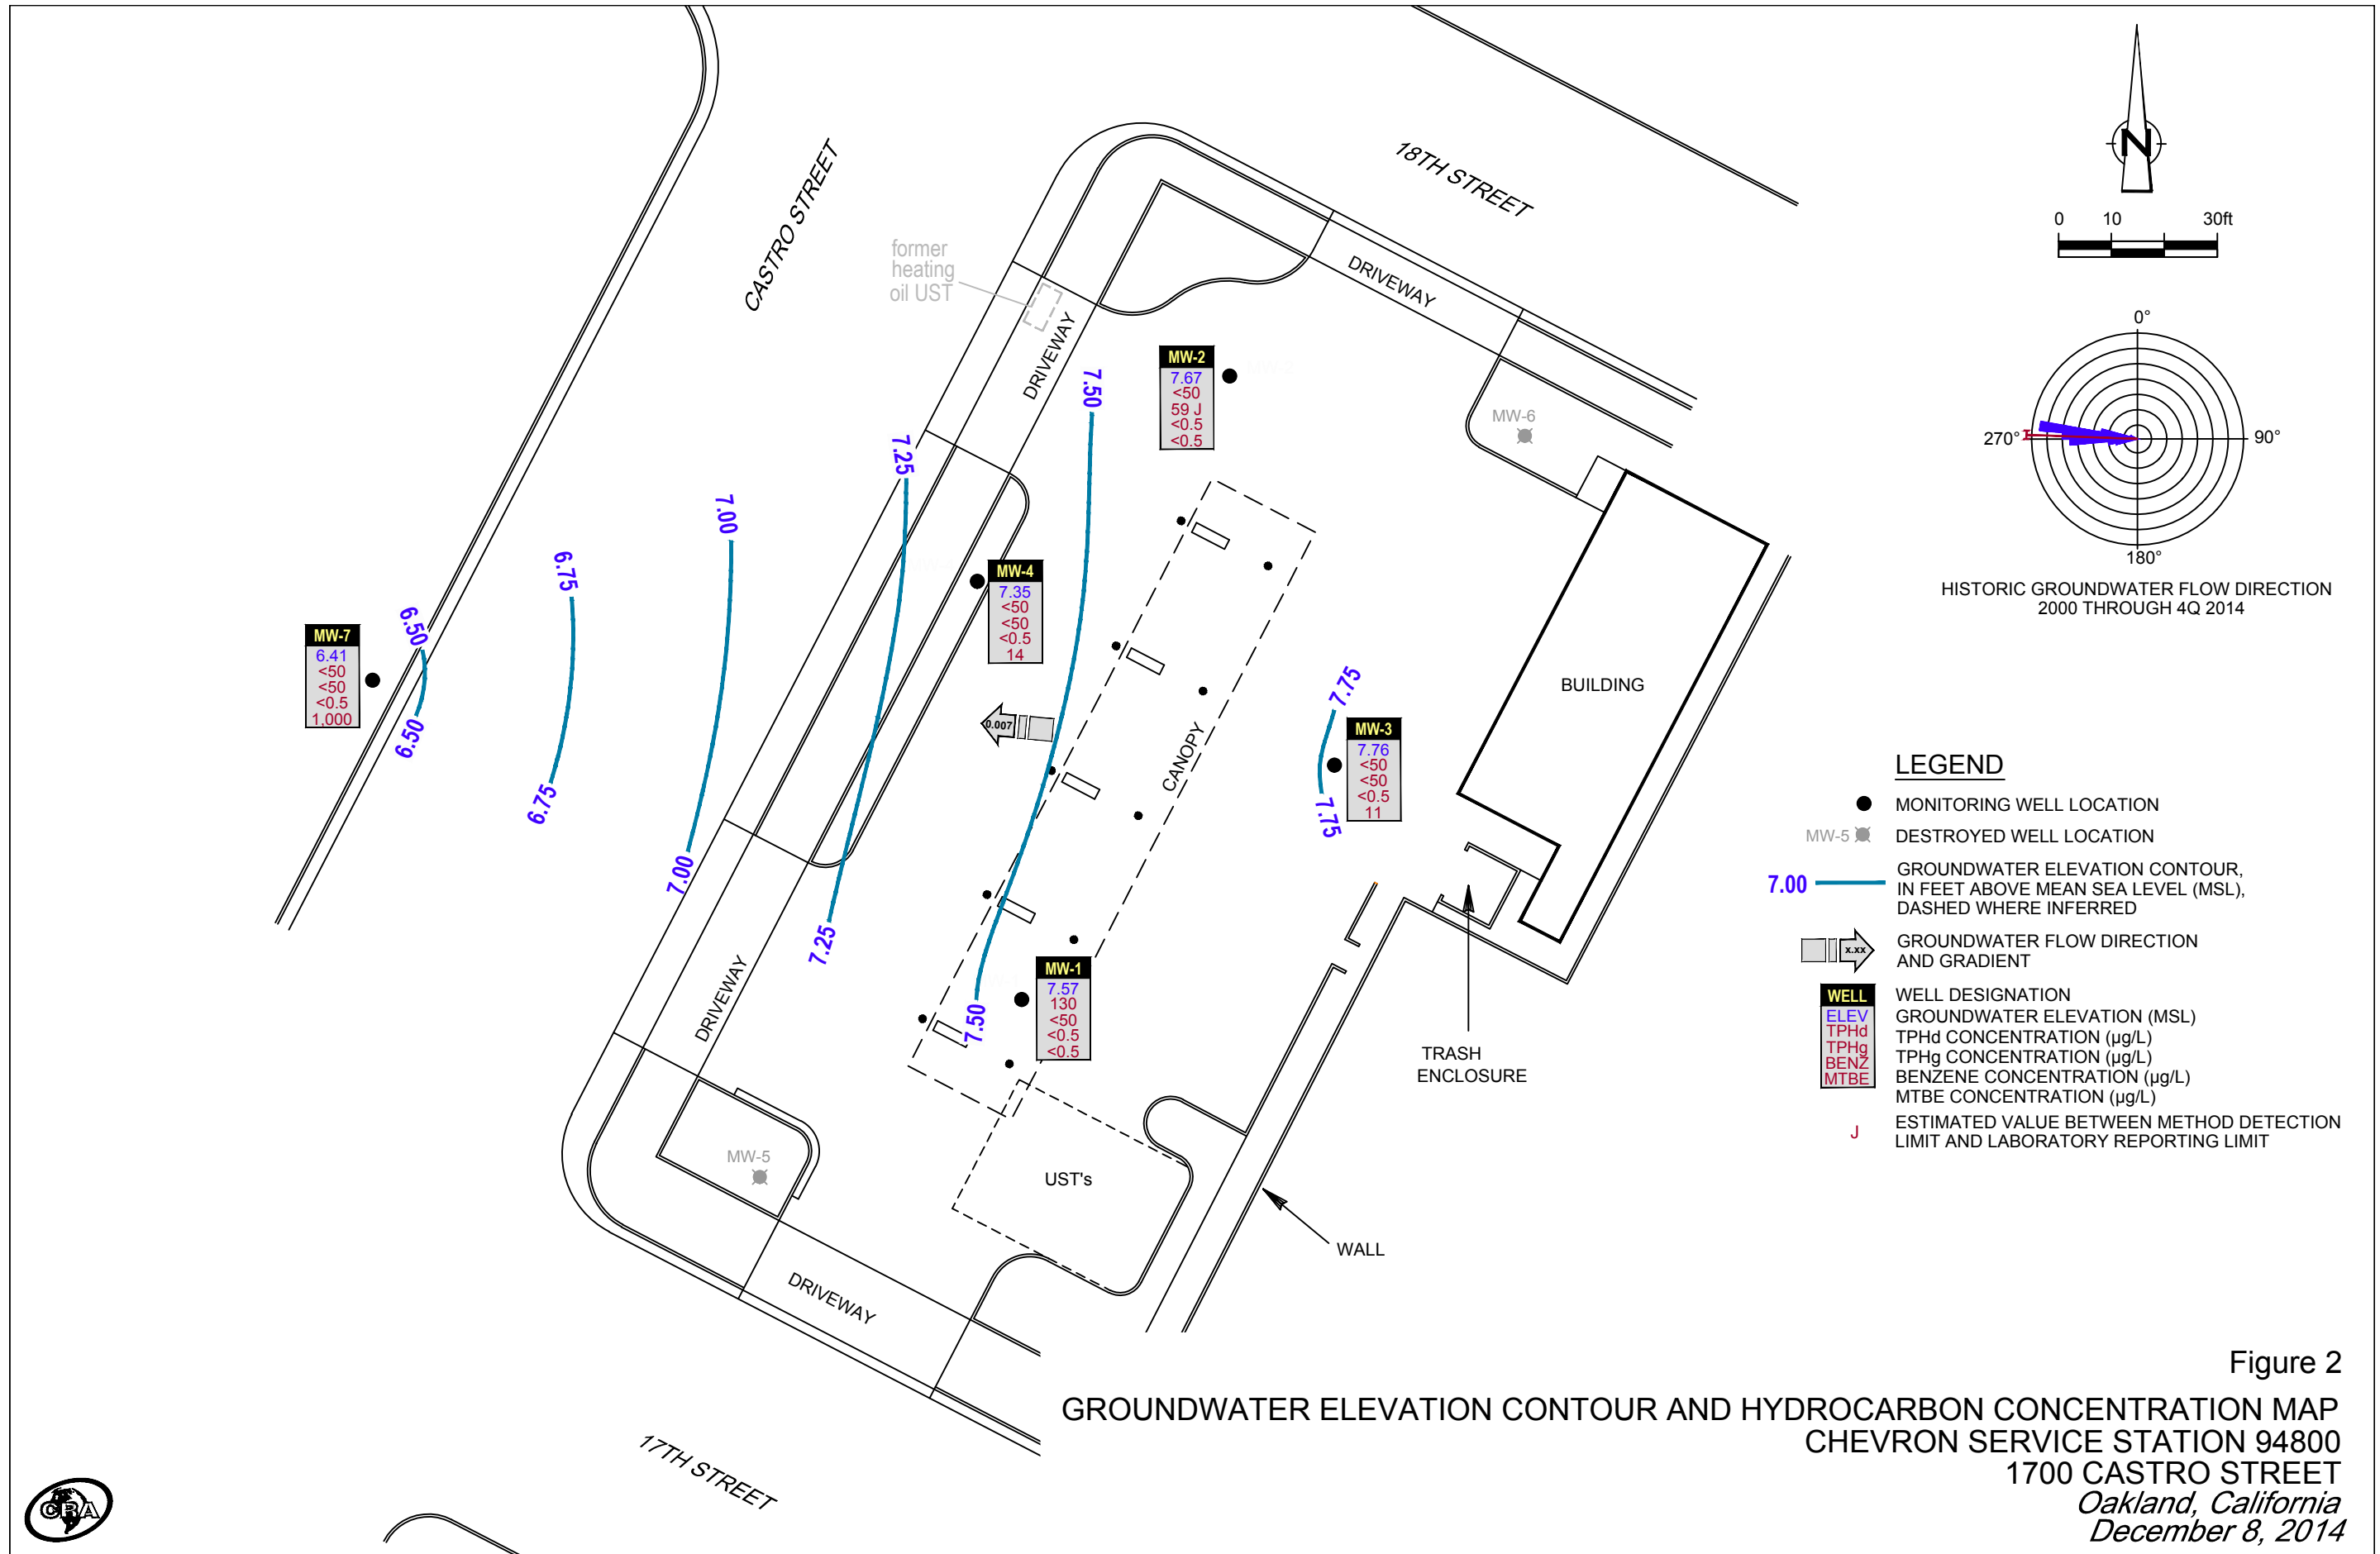 18TH STREET
CASTRO STREET
former
heating
oil UST
DRIVEWAY
DRIVEWAY
N
0 10 30ft
0°
270° 90°
180°
HISTORIC GROUNDWATER FLOW DIRECTION
2000 THROUGH 4Q 2014
MW-2
7.67
<50
59 J
<0.5
<0.5
MW-6
7.50
7.25
7.00
6.75
6.50
MW-4
7.35
<50
<50
<0.5
14
MW-7
6.41
<50
<50
<0.5
1,000
6.50
6.75
7.00
7.25
7.50
0.007
CANOPY
BUILDING
7.75
MW-3
7.76
<50
<50
<0.5
11
7.75
MW-1
7.57
130
<50
<0.5
<0.5
DRIVEWAY
TRASH
ENCLOSURE
MW-5
UST's
WALL
DRIVEWAY
17TH STREET
LEGEND
MONITORING WELL LOCATION
MW-5 DESTROYED WELL LOCATION
7.00 GROUNDWATER ELEVATION CONTOUR,
IN FEET ABOVE MEAN SEA LEVEL (MSL),
DASHED WHERE INFERRED
x.xx GROUNDWATER FLOW DIRECTION
AND GRADIENT
WELL WELL DESIGNATION
ELEV GROUNDWATER ELEVATION (MSL)
TPHd TPHd CONCENTRATION (µg/L)
TPHg TPHg CONCENTRATION (µg/L)
BENZ BENZENE CONCENTRATION (µg/L)
MTBE MTBE CONCENTRATION (µg/L)
J ESTIMATED VALUE BETWEEN METHOD DETECTION
LIMIT AND LABORATORY REPORTING LIMIT
Figure 2
GROUNDWATER ELEVATION CONTOUR AND HYDROCARBON CONCENTRATION MAP
CHEVRON SERVICE STATION 94800
1700 CASTRO STREET
Oakland, California
December 8, 2014
CRA